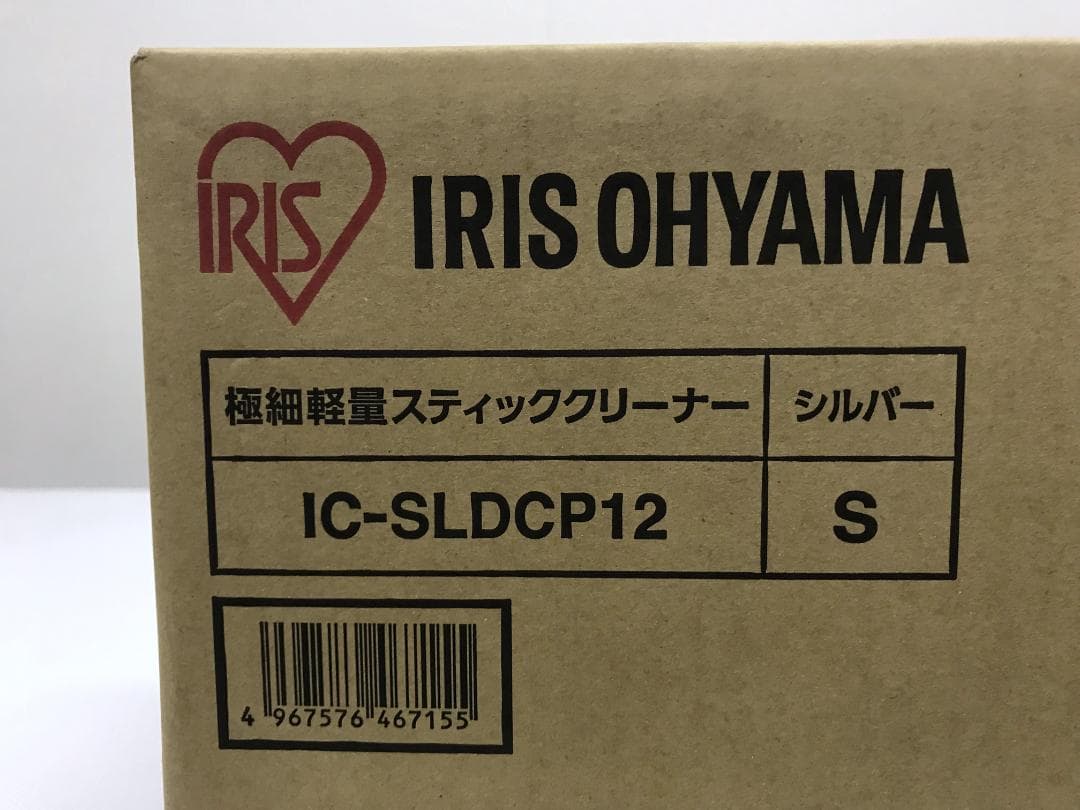 IRIS
IRIS OHYAMA
極細軽量スティッククリーナー
シルバー
IC-SLDCP12
S
4 967576 467155